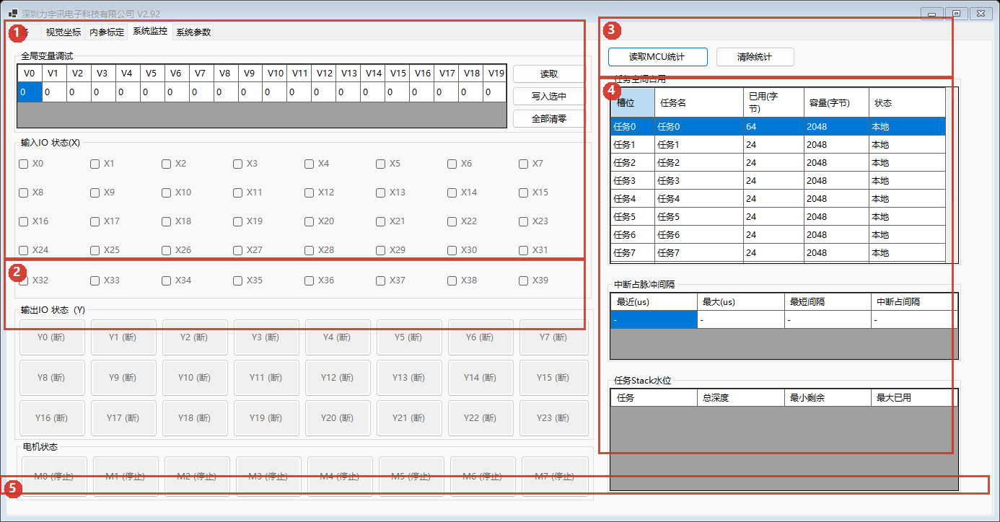 深圳力宇讯电子科技有限公司 V2.92
1 务 视觉坐标 内参标定 系统监控 系统参数
全局变量调试
V0 V1 V2 V3 V4 V5 V6 V7 V8 V9 V10 V11 V12 V13 V14 V15 V16 V17 V18 V19
0 0 0 0 0 0 0 0 0 0 0 0 0 0 0 0 0 0 0 0
读取
写入选中
全部清零
输入IO 状态(X)
X0 X1 X2 X3 X4 X5 X6 X7
X8 X9 X10 X11 X12 X13 X14 X15
X16 X17 X18 X19 X20 X21 X22 X23
X24 X25 X26 X27 X28 X29 X30 X31
2 X32 X33 X34 X35 X36 X37 X38 X39
输出IO 状态（Y)
Y0 (断) Y1 (断) Y2 (断) Y3 (断) Y4 (断) Y5 (断) Y6 (断) Y7 (断)
Y8 (断) Y9 (断) Y10 (断) Y11 (断) Y12 (断) Y13 (断) Y14 (断) Y15 (断)
Y16 (断) Y17 (断) Y18 (断) Y19 (断) Y20 (断) Y21 (断) Y22 (断) Y23 (断)
电机状态
M0 (停止) M1 (停止) M2 (停止) M3 (停止) M4 (停止) M5 (停止) M6 (停止) M7 (停止)
5
3
读取MCU统计 清除统计
任务空间占用
4
槽位 任务名 已用(字
节) 容量(字节) 状态
任务0 任务0 64 2048 本地
任务1 任务1 24 2048 本地
任务2 任务2 24 2048 本地
任务3 任务3 24 2048 本地
任务4 任务4 24 2048 本地
任务5 任务5 24 2048 本地
任务6 任务6 24 2048 本地
任务7 任务7 24 2048 本地
中断占脉冲间隔
最近(us) 最大(us) 最短间隔 中断占间隔
- - - -
任务Stack水位
任务 总深度 最小剩余 最大已用